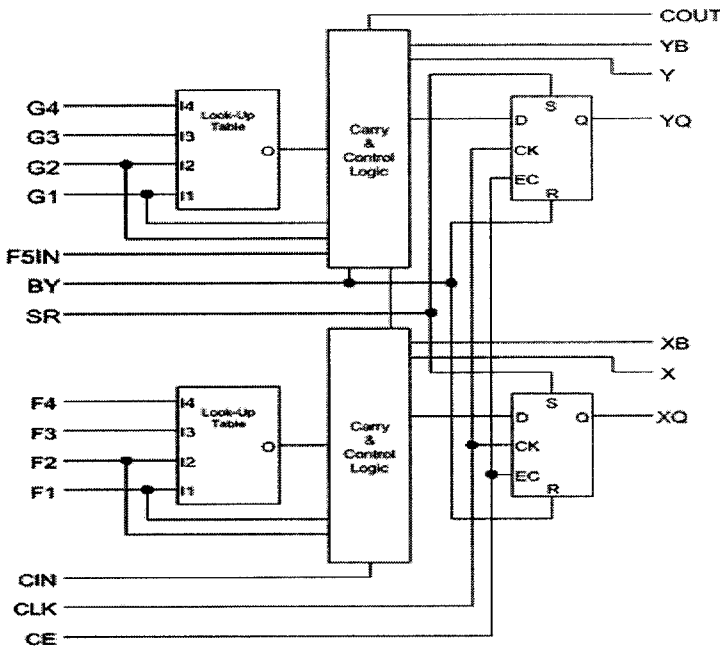 COUT
YB
Y
G4
I4
Look-Up
Table
G3
I3
G2
I2
O
G1
I1
Carry
&
Control
Logic
S
D
Q
YQ
CK
EC
R
F5IN
BY
SR
XB
X
F4
I4
Look-Up
Table
F3
I3
F2
I2
O
F1
I1
Carry
&
Control
Logic
S
D
Q
XQ
CK
EC
R
CIN
CLK
CE